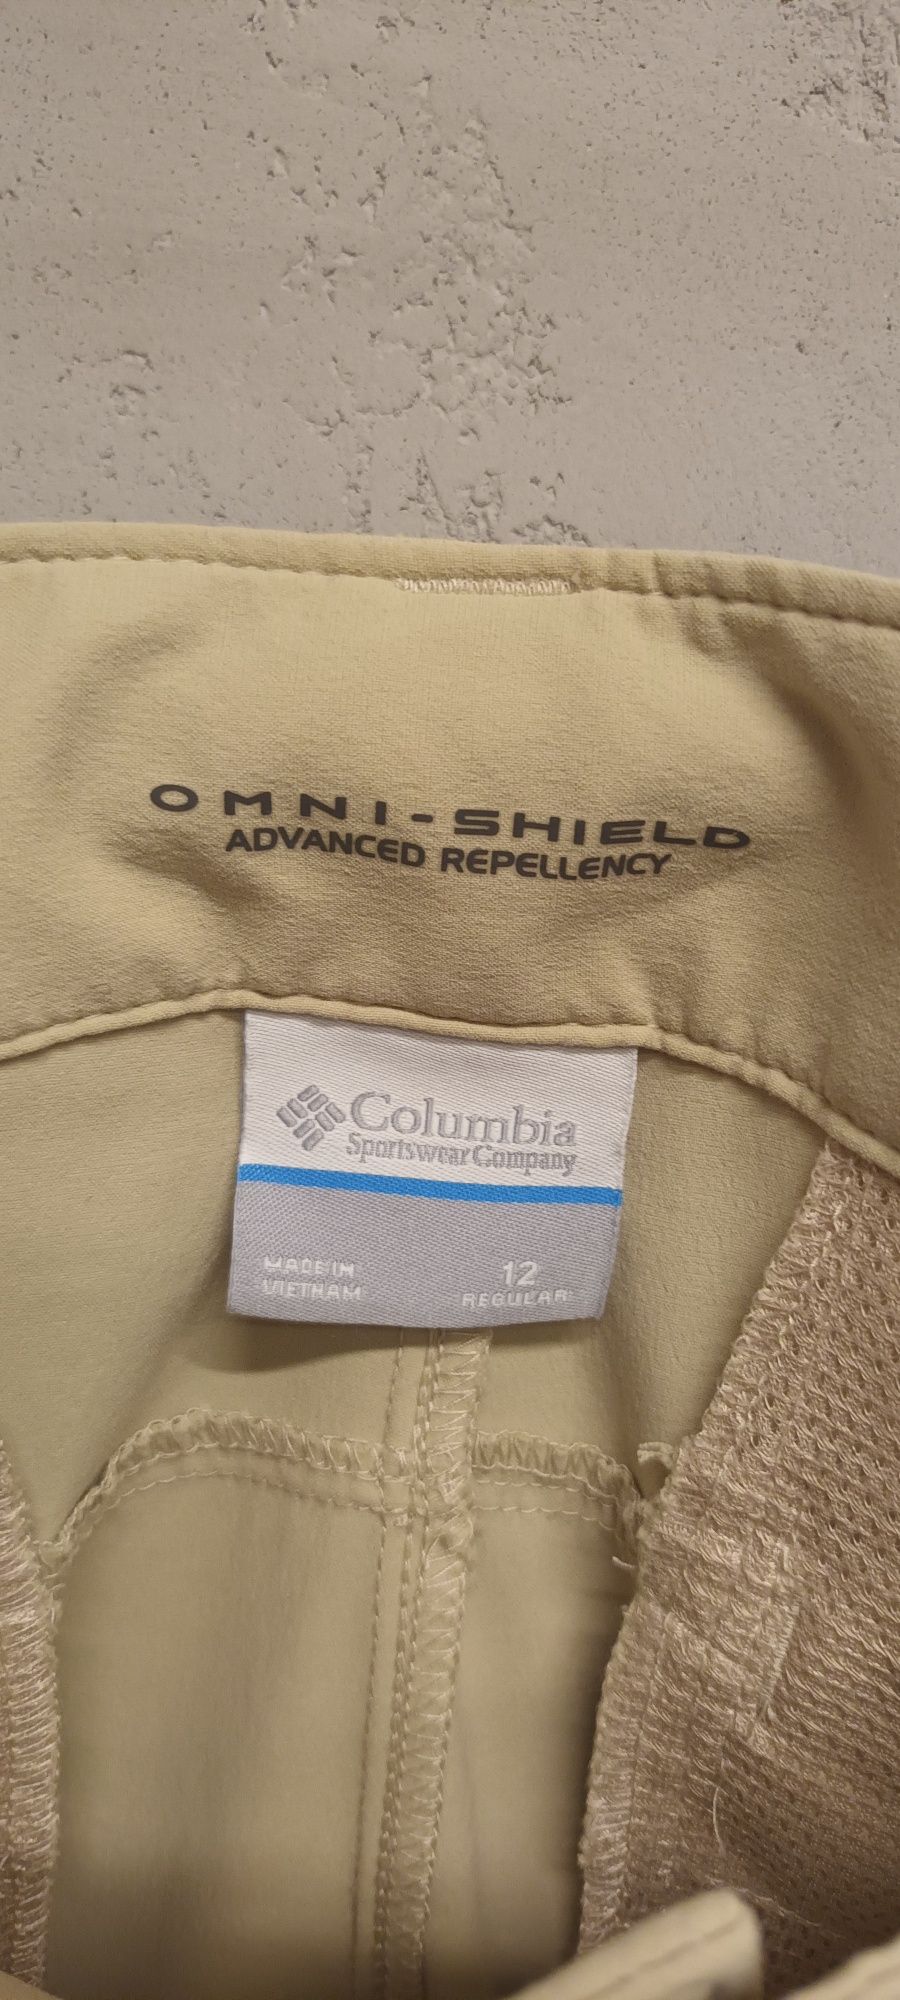 OMNI-SHIELD
ADVANCED REPELLENCY
Columbia
Sportswear Company
MADE IN
VIETNAM
12
REGULAR